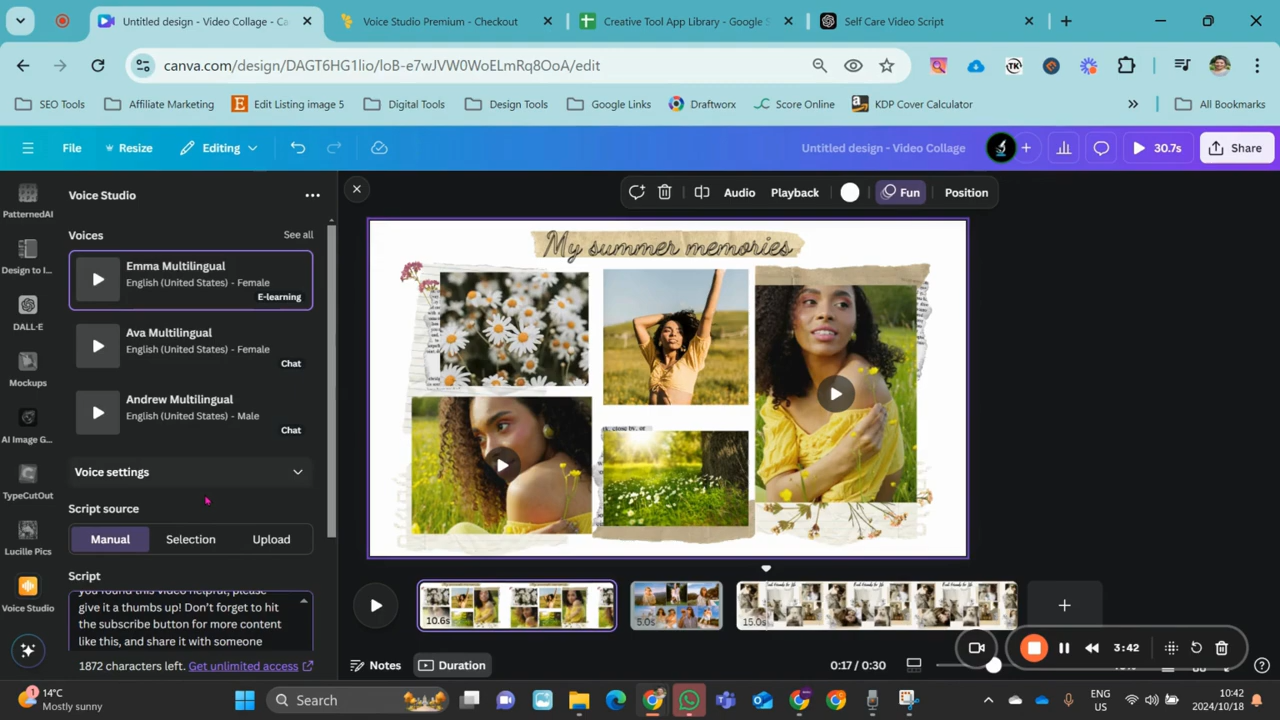 Untitled design - Video Collage - Ca
Voice Studio Premium - Checkout
Creative Tool App Library - Google S
Self Care Video Script
canva.com/design/DAGT6HG1lio/IoB-e7wJVW0WoELmRq8OoA/edit
SEO Tools
Affiliate Marketing
Edit Listing image 5
Digital Tools
Design Tools
Google Links
Draftworx
Score Online
KDP Cover Calculator
All Bookmarks
File
Resize
Editing
Untitled design - Video Collage
30.7s
Share
PatternedAI
Design to I...
DALL·E
Mockups
AI Image G...
TypeCutOut
Lucille Pics
Voice Studio
Voice Studio
Voices
See all
Emma Multilingual
English (United States) - Female
E-learning
Ava Multilingual
English (United States) - Female
Chat
Andrew Multilingual
English (United States) - Male
Chat
Voice settings
Script source
Manual
Selection
Upload
Script
you found this video helpful, please
give it a thumbs up! Don't forget to hit
the subscribe button for more content
like this, and share it with someone
1872 characters left. Get unlimited access
Audio
Playback
Fun
Position
My summer memories
10.6s
5.0s
15.0s
Notes
Duration
0:17 / 0:30
3:42
14°C
Mostly sunny
Search
ENG
US
10:42
2024/10/18